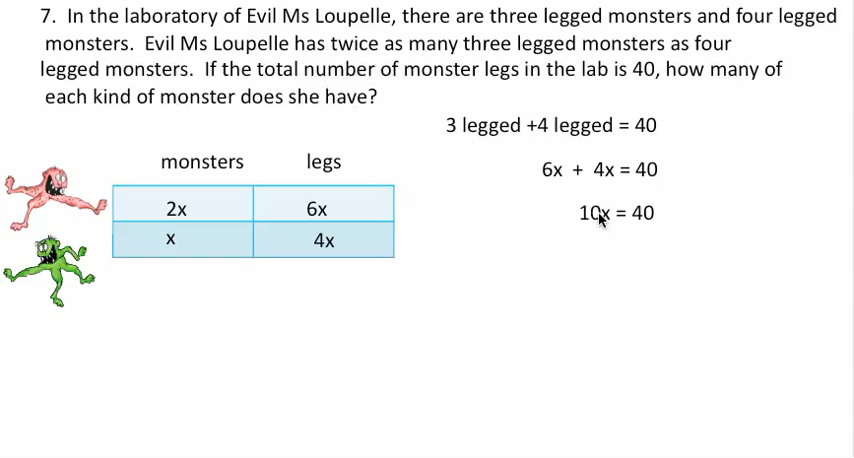 7. In the laboratory of Evil Ms Loupelle, there are three legged monsters and four legged
monsters. Evil Ms Loupelle has twice as many three legged monsters as four
legged monsters. If the total number of monster legs in the lab is 40, how many of
each kind of monster does she have?
3 legged +4 legged = 40
monsters legs
6x + 4x = 40
2x 6x
10x = 40
x 4x